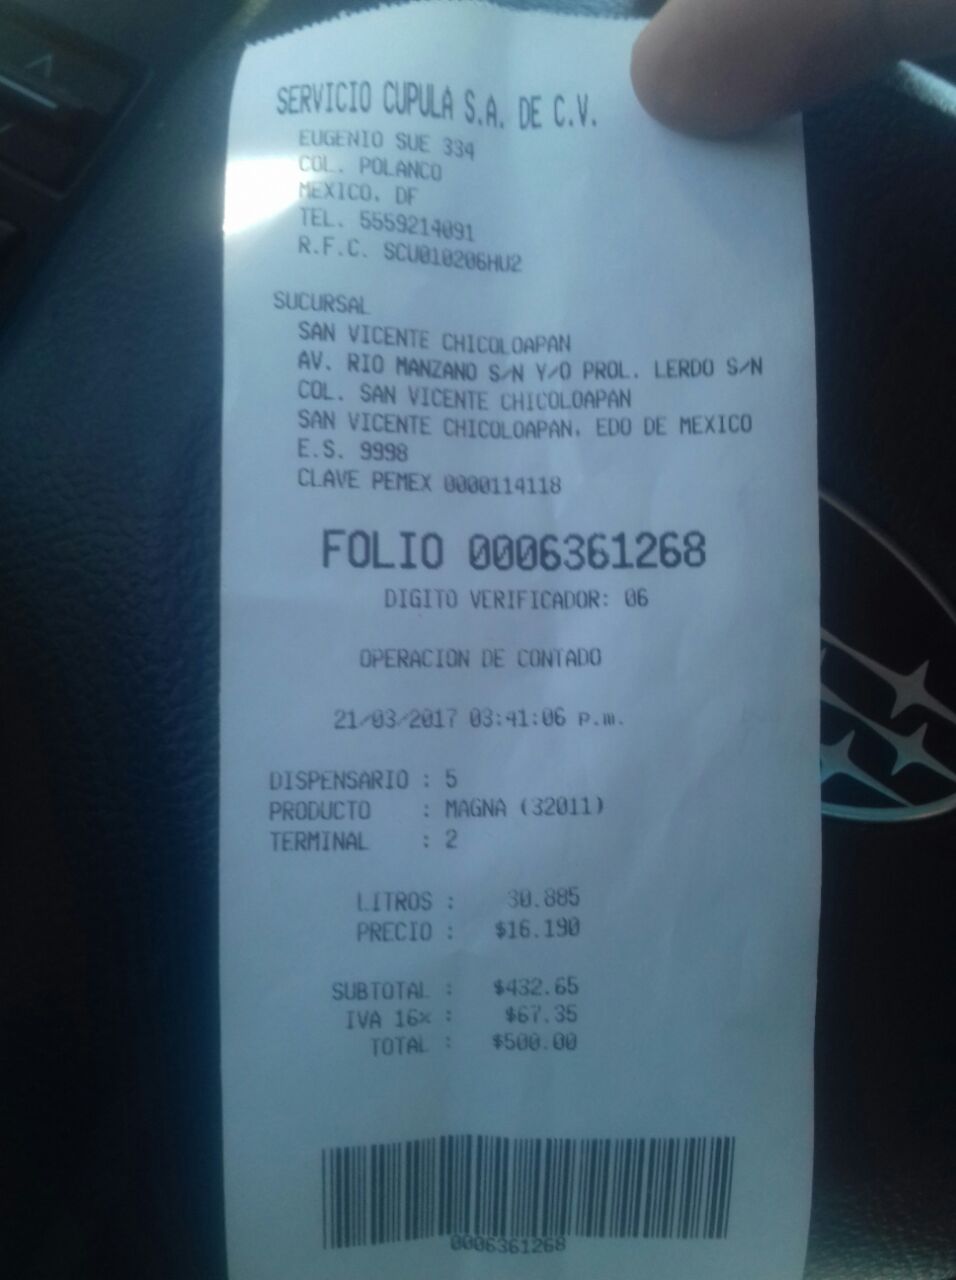 SERVICIO CUPULA S.A. DE C.V.
EUGENIO SUE 334
COL. POLANCO
MEXICO, DF
TEL. 5559214091
R.F.C. SCU010206HU2
SUCURSAL
SAN VICENTE CHICOLOAPAN
AV. RIO MANZANO S/N Y/O PROL. LERDO S/N
COL. SAN VICENTE CHICOLOAPAN
SAN VICENTE CHICOLOAPAN, EDO DE MEXICO
E.S. 9998
CLAVE PEMEX 0000114118
FOLIO 0006361268
DIGITO VERIFICADOR: 06
OPERACION DE CONTADO
21/03/2017 03:41:06 p.m.
DISPENSARIO : 5
PRODUCTO : MAGNA (32011)
TERMINAL : 2
LITROS : 30.885
PRECIO : $16.190
SUBTOTAL : $432.65
IVA 16% : $67.35
TOTAL : $500.00
0006361268